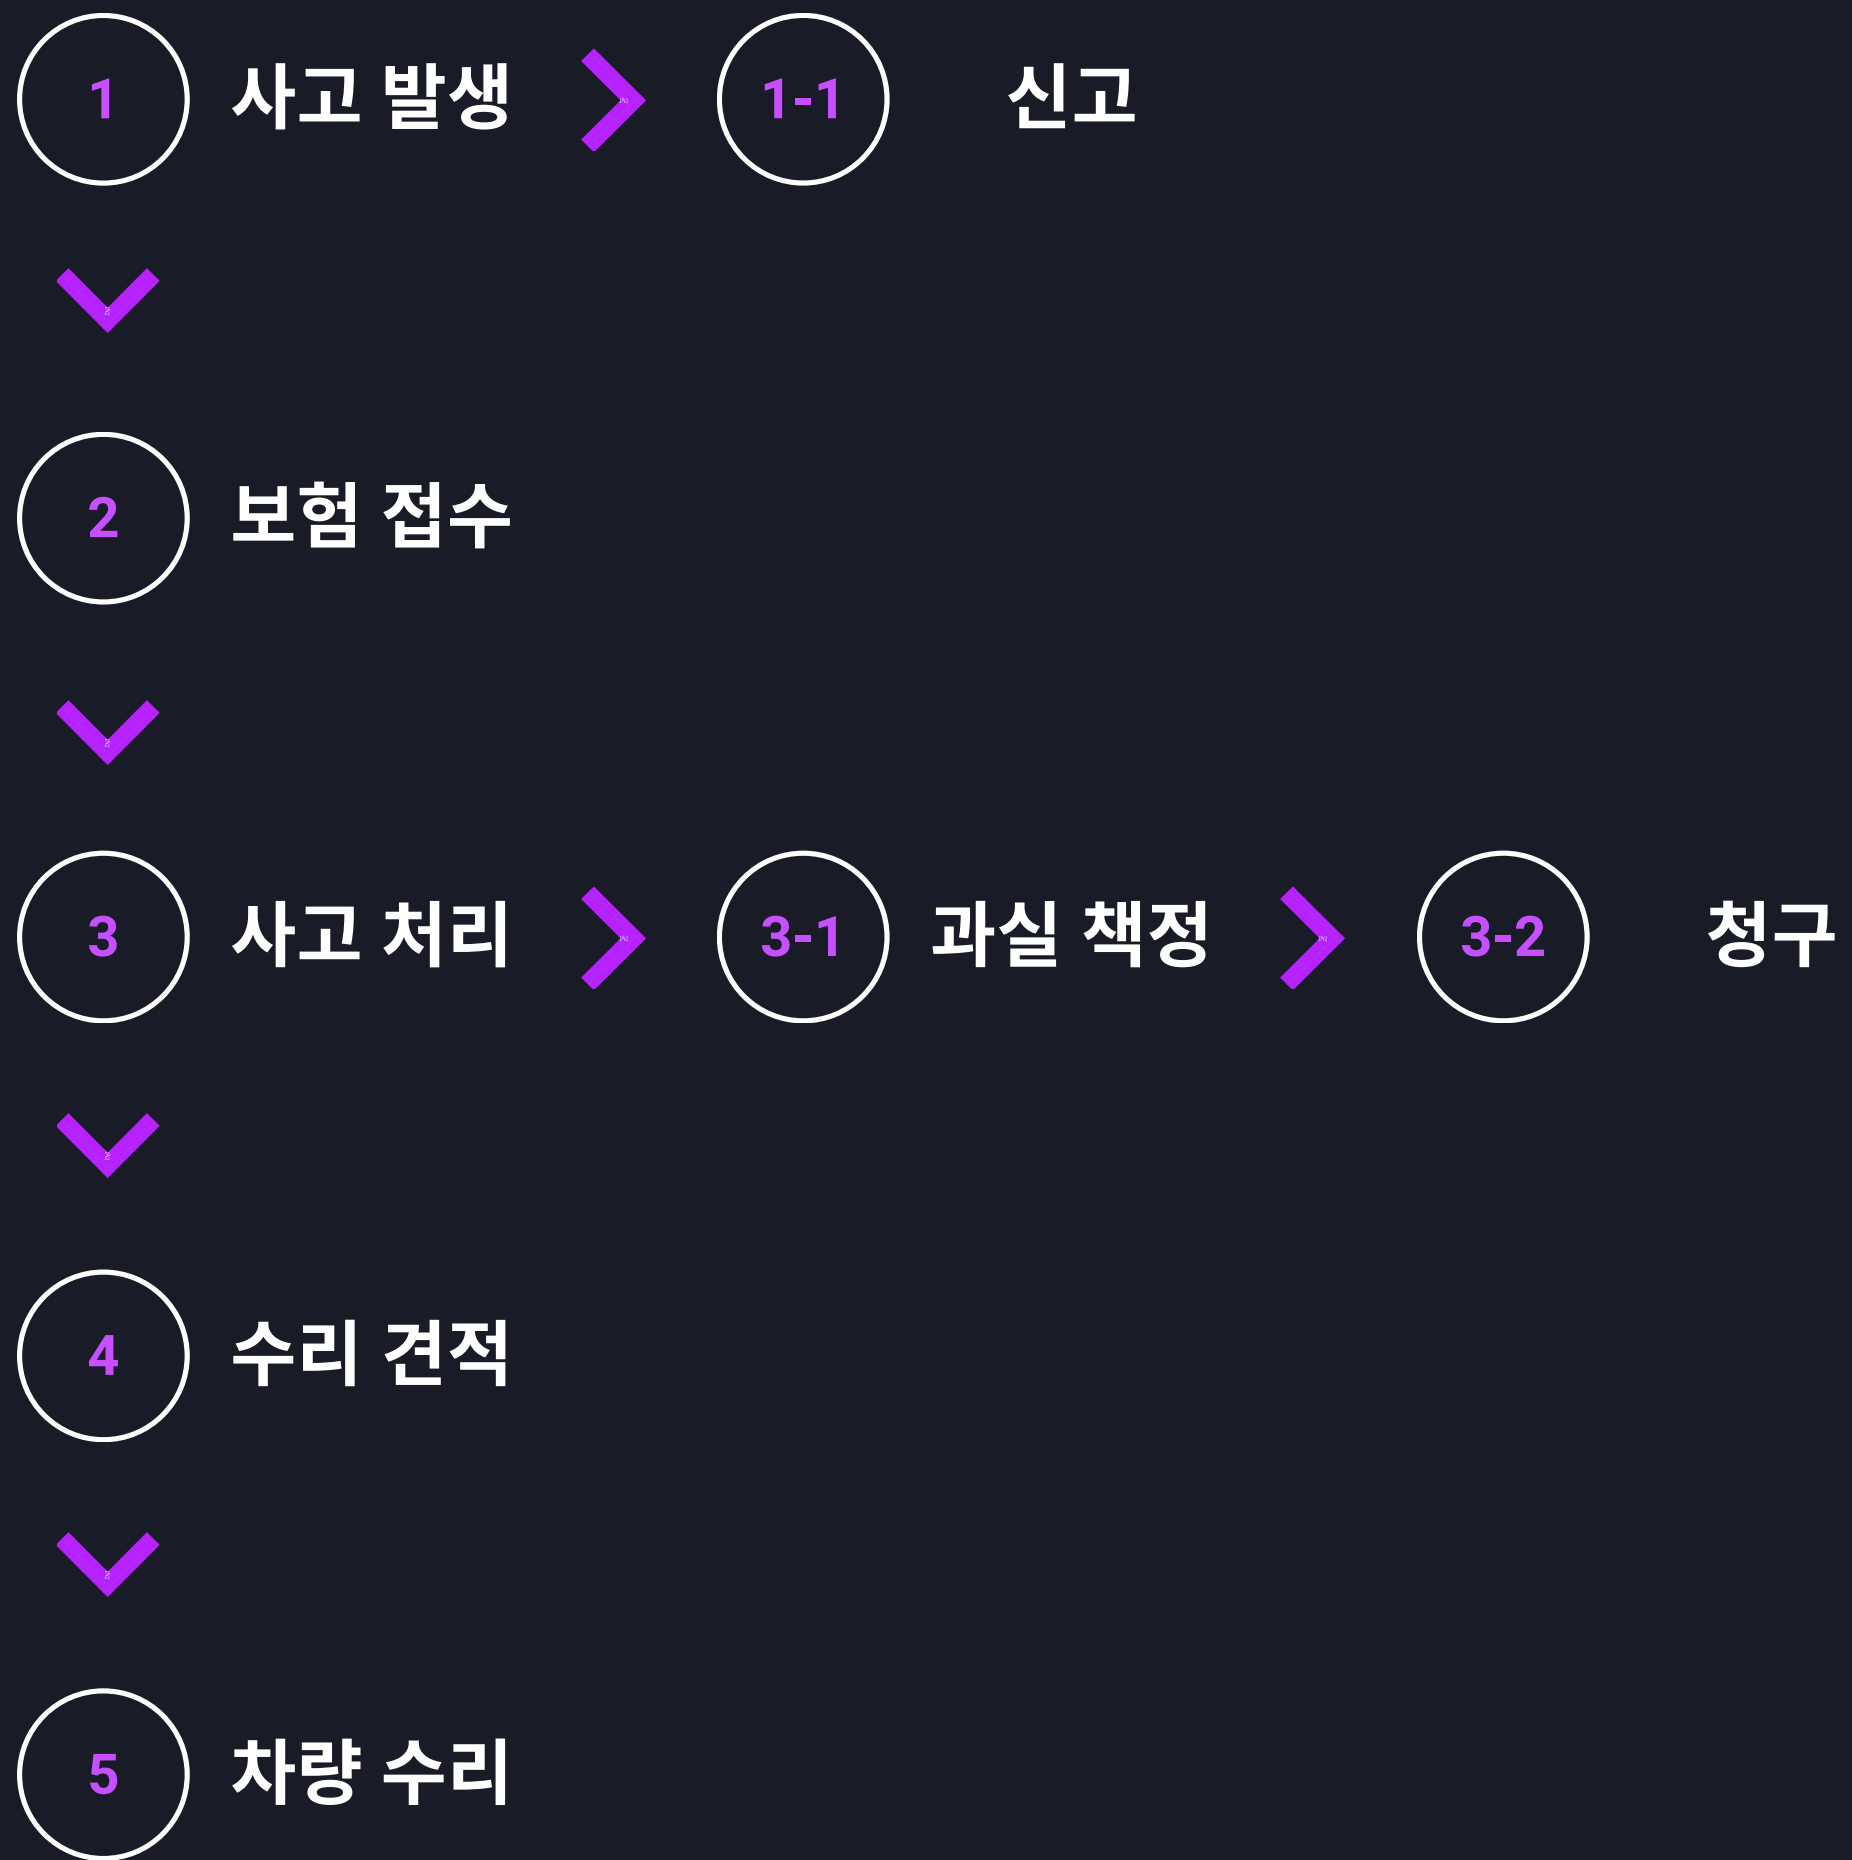 1 사고 발생 1-1 신고
2 보험 접수
3 사고 처리 3-1 과실 책정 3-2 청구
4 수리 견적
5 차량 수리